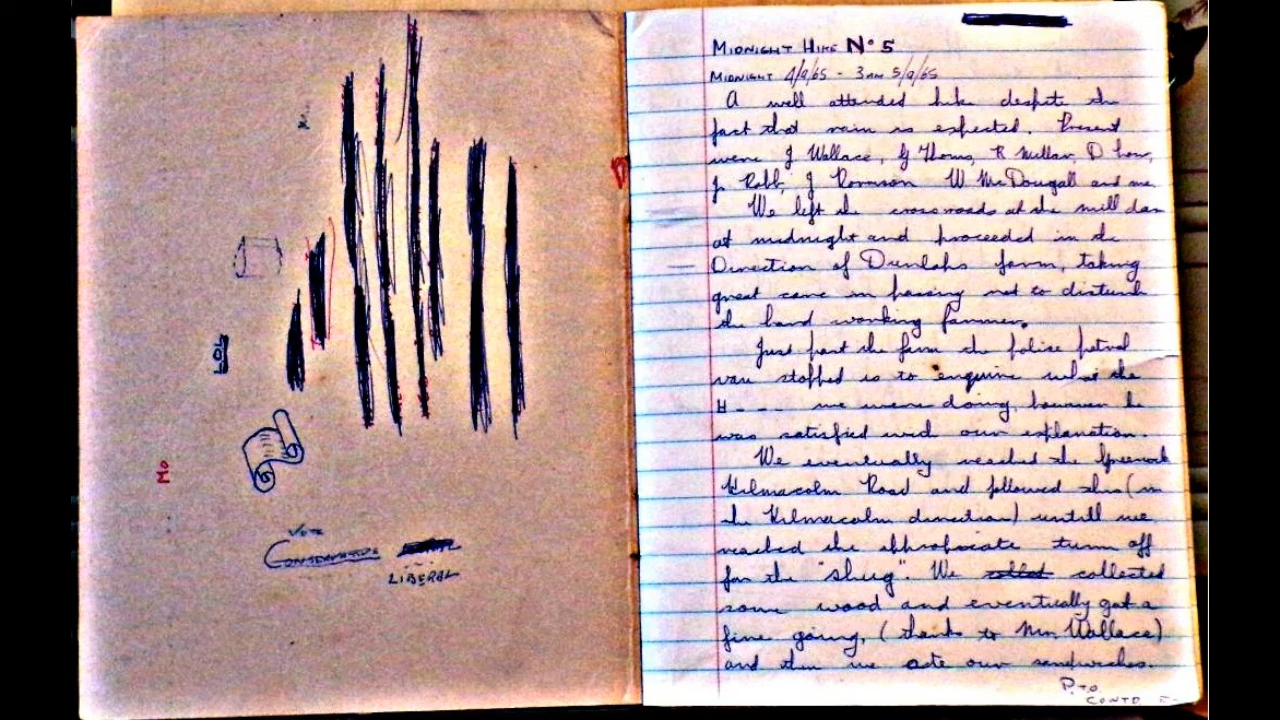 LOL
Mo
VOTE
CONSERVATIVE
LIBERAL
MIDNIGHT HIKE No 5
MIDNIGHT 4/9/65 - 3AM 5/9/65
A well attended hike despite the
fact that rain is expected. Present
were J Wallace, G Thoms, R Millar, D Low,
J. Robb, J W McDougall and me
We left the crossroads at the mill dam
at midnight and proceeded in the
Direction of Dunlops farm, taking
great care in passing not to disturb
the hard working farmer.
Just past the farm the police patrol
van stopped us to enquire what the
H---- we were doing, however he
was satisfied with our explanation.
We eventually reached the Greenock
Kilmacolm Road and followed this (in
the Kilmacolm direction) untill we
reached the appropriate turn off
for the "shug". We collected
some wood and eventually got a
fire going, (thanks to Mr. Wallace)
and then we ate our sandwiches.
P.T.O.
CONTD